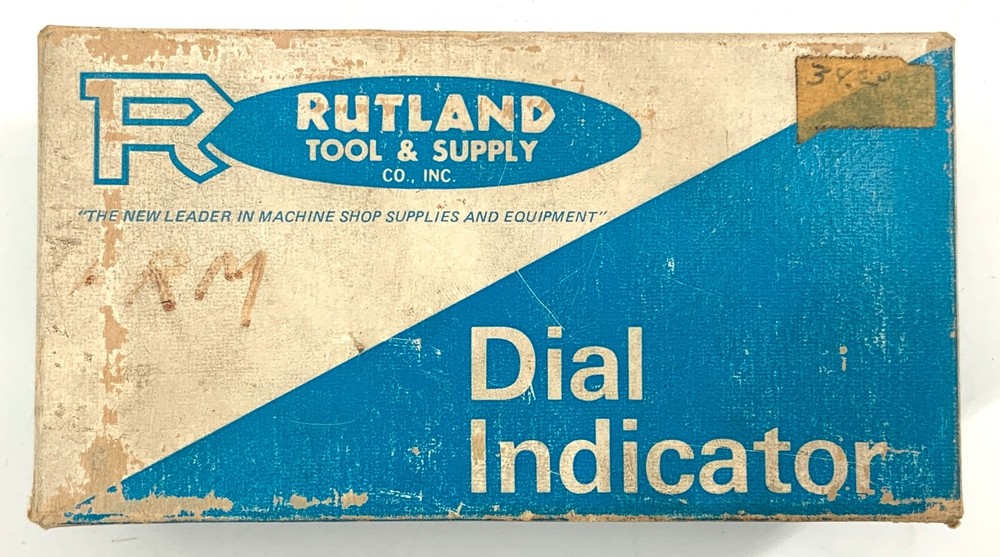 R
RUTLAND
TOOL & SUPPLY
CO., INC.
"THE NEW LEADER IN MACHINE SHOP SUPPLIES AND EQUIPMENT"
Dial
Indicator